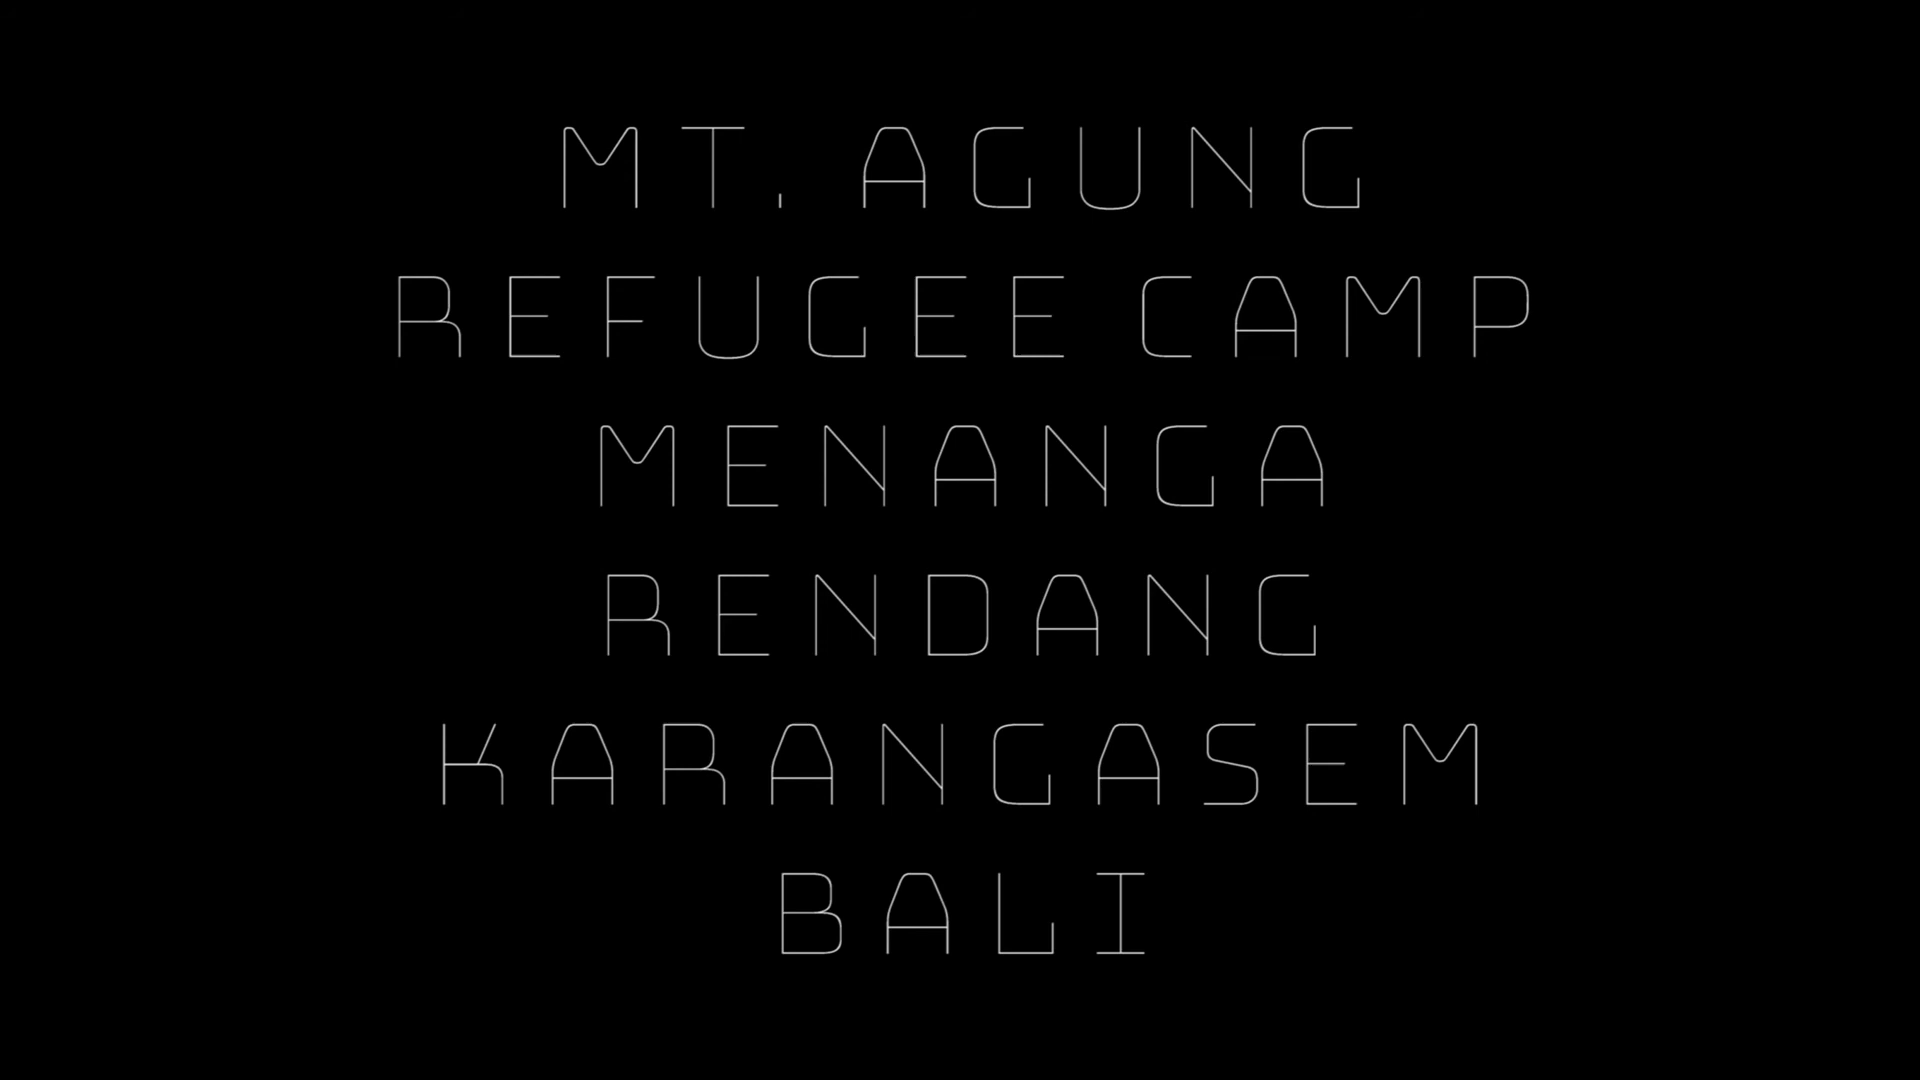 MT. AGUNG
REFUGEE CAMP
MENANGA
RENDANG
KARANGASEM
BALI